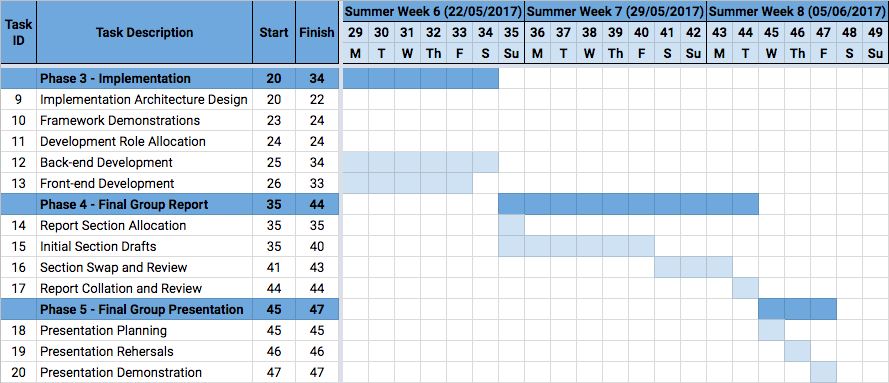 Task ID Task Description Start Finish Summer Week 6 (22/05/2017) Summer Week 7 (29/05/2017) Summer Week 8 (05/06/2017)
29 30 31 32 33 34 35 36 37 38 39 40 41 42 43 44 45 46 47 48 49
M T W Th F S Su M T W Th F S Su M T W Th F S Su
Phase 3 - Implementation 20 34
9 Implementation Architecture Design 20 22
10 Framework Demonstrations 23 24
11 Development Role Allocation 24 24
12 Back-end Development 25 34
13 Front-end Development 26 33
Phase 4 - Final Group Report 35 44
14 Report Section Allocation 35 35
15 Initial Section Drafts 35 40
16 Section Swap and Review 41 43
17 Report Collation and Review 44 44
Phase 5 - Final Group Presentation 45 47
18 Presentation Planning 45 45
19 Presentation Rehersals 46 46
20 Presentation Demonstration 47 47